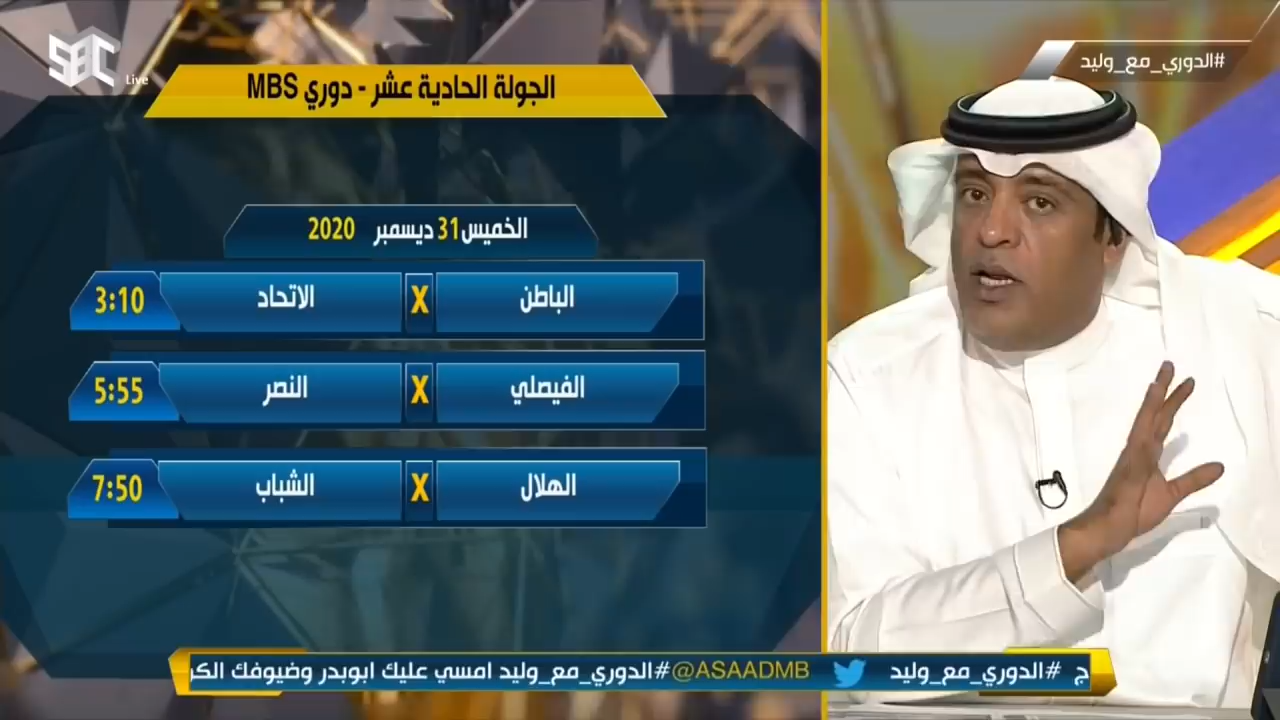 SBC Live
#الدوري_مع_وليد
الجولة الحادية عشر - دوري MBS
الخميس 31 ديسمبر 2020
الباطن X الاتحاد 3:10
الفيصلي X النصر 5:55
الهلال X الشباب 7:50
ج #الدوري_مع_وليد @ASAADMB #الدوري_مع_وليد امسي عليك ابوبدر وضيوفك الكر